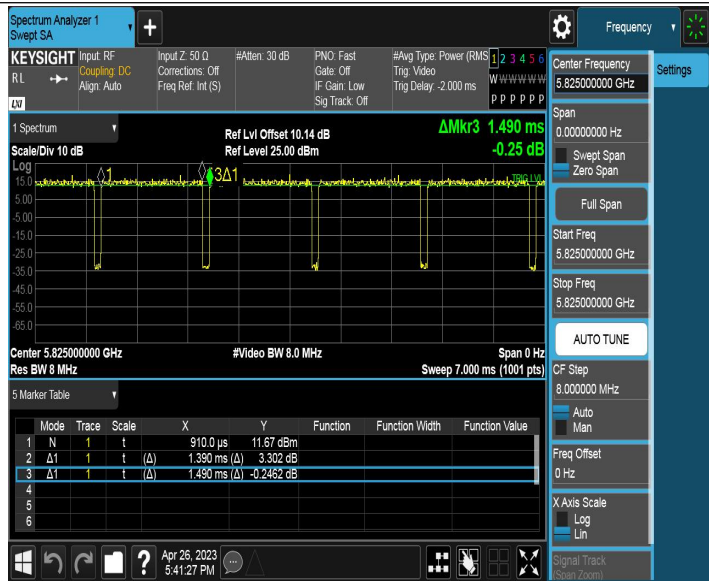 Spectrum Analyzer 1
Swept SA
Frequency
KEYSIGHT
RL
LXI
Input: RF
Coupling: DC
Align: Auto
Input Z: 50 Ω
Corrections: Off
Freq Ref: Int (S)
#Atten: 30 dB
PNO: Fast
Gate: Off
IF Gain: Low
Sig Track: Off
#Avg Type: Power (RMS
Trig: Video
Trig Delay: -2.000 ms
1 2 3 4 5 6
W W W W W W
P P P P P P
1 Spectrum
Scale/Div 10 dB
Ref Lvl Offset 10.14 dB
Ref Level 25.00 dBm
ΔMkr3 1.490 ms
-0.25 dB
Log
15.0
5.00
-5.00
-15.0
-25.0
-35.0
-45.0
-55.0
-65.0
1
3Δ1
TRIG LVL
Center 5.825000000 GHz
Res BW 8 MHz
#Video BW 8.0 MHz
Span 0 Hz
Sweep 7.000 ms (1001 pts)
5 Marker Table
Mode Trace Scale X Y Function Function Width Function Value
1 N 1 t 910.0 µs 11.67 dBm
2 Δ1 1 t (Δ) 1.390 ms (Δ) 3.302 dB
3 Δ1 1 t (Δ) 1.490 ms (Δ) -0.2462 dB
4
5
6
Apr 26, 2023
5:41:27 PM
Center Frequency
5.825000000 GHz
Settings
Span
0.00000000 Hz
Swept Span
Zero Span
Full Span
Start Freq
5.825000000 GHz
Stop Freq
5.825000000 GHz
AUTO TUNE
CF Step
8.000000 MHz
Auto
Man
Freq Offset
0 Hz
X Axis Scale
Log
Lin
Signal Track
(Span Zoom)